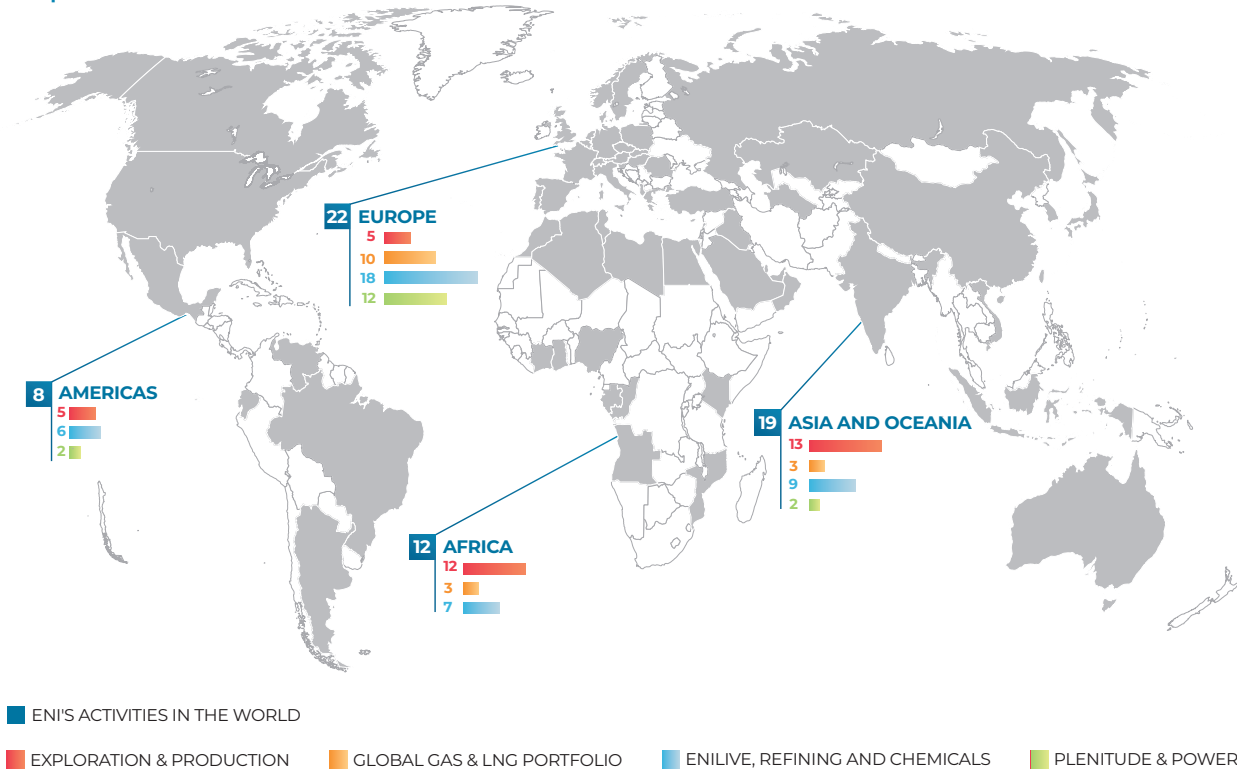 22 EUROPE
5
10
18
12
8 AMERICAS
5
6
2
19 ASIA AND OCEANIA
13
3
9
2
12 AFRICA
12
3
7
ENI'S ACTIVITIES IN THE WORLD
EXPLORATION & PRODUCTION GLOBAL GAS & LNG PORTFOLIO ENILIVE, REFINING AND CHEMICALS PLENITUDE & POWER